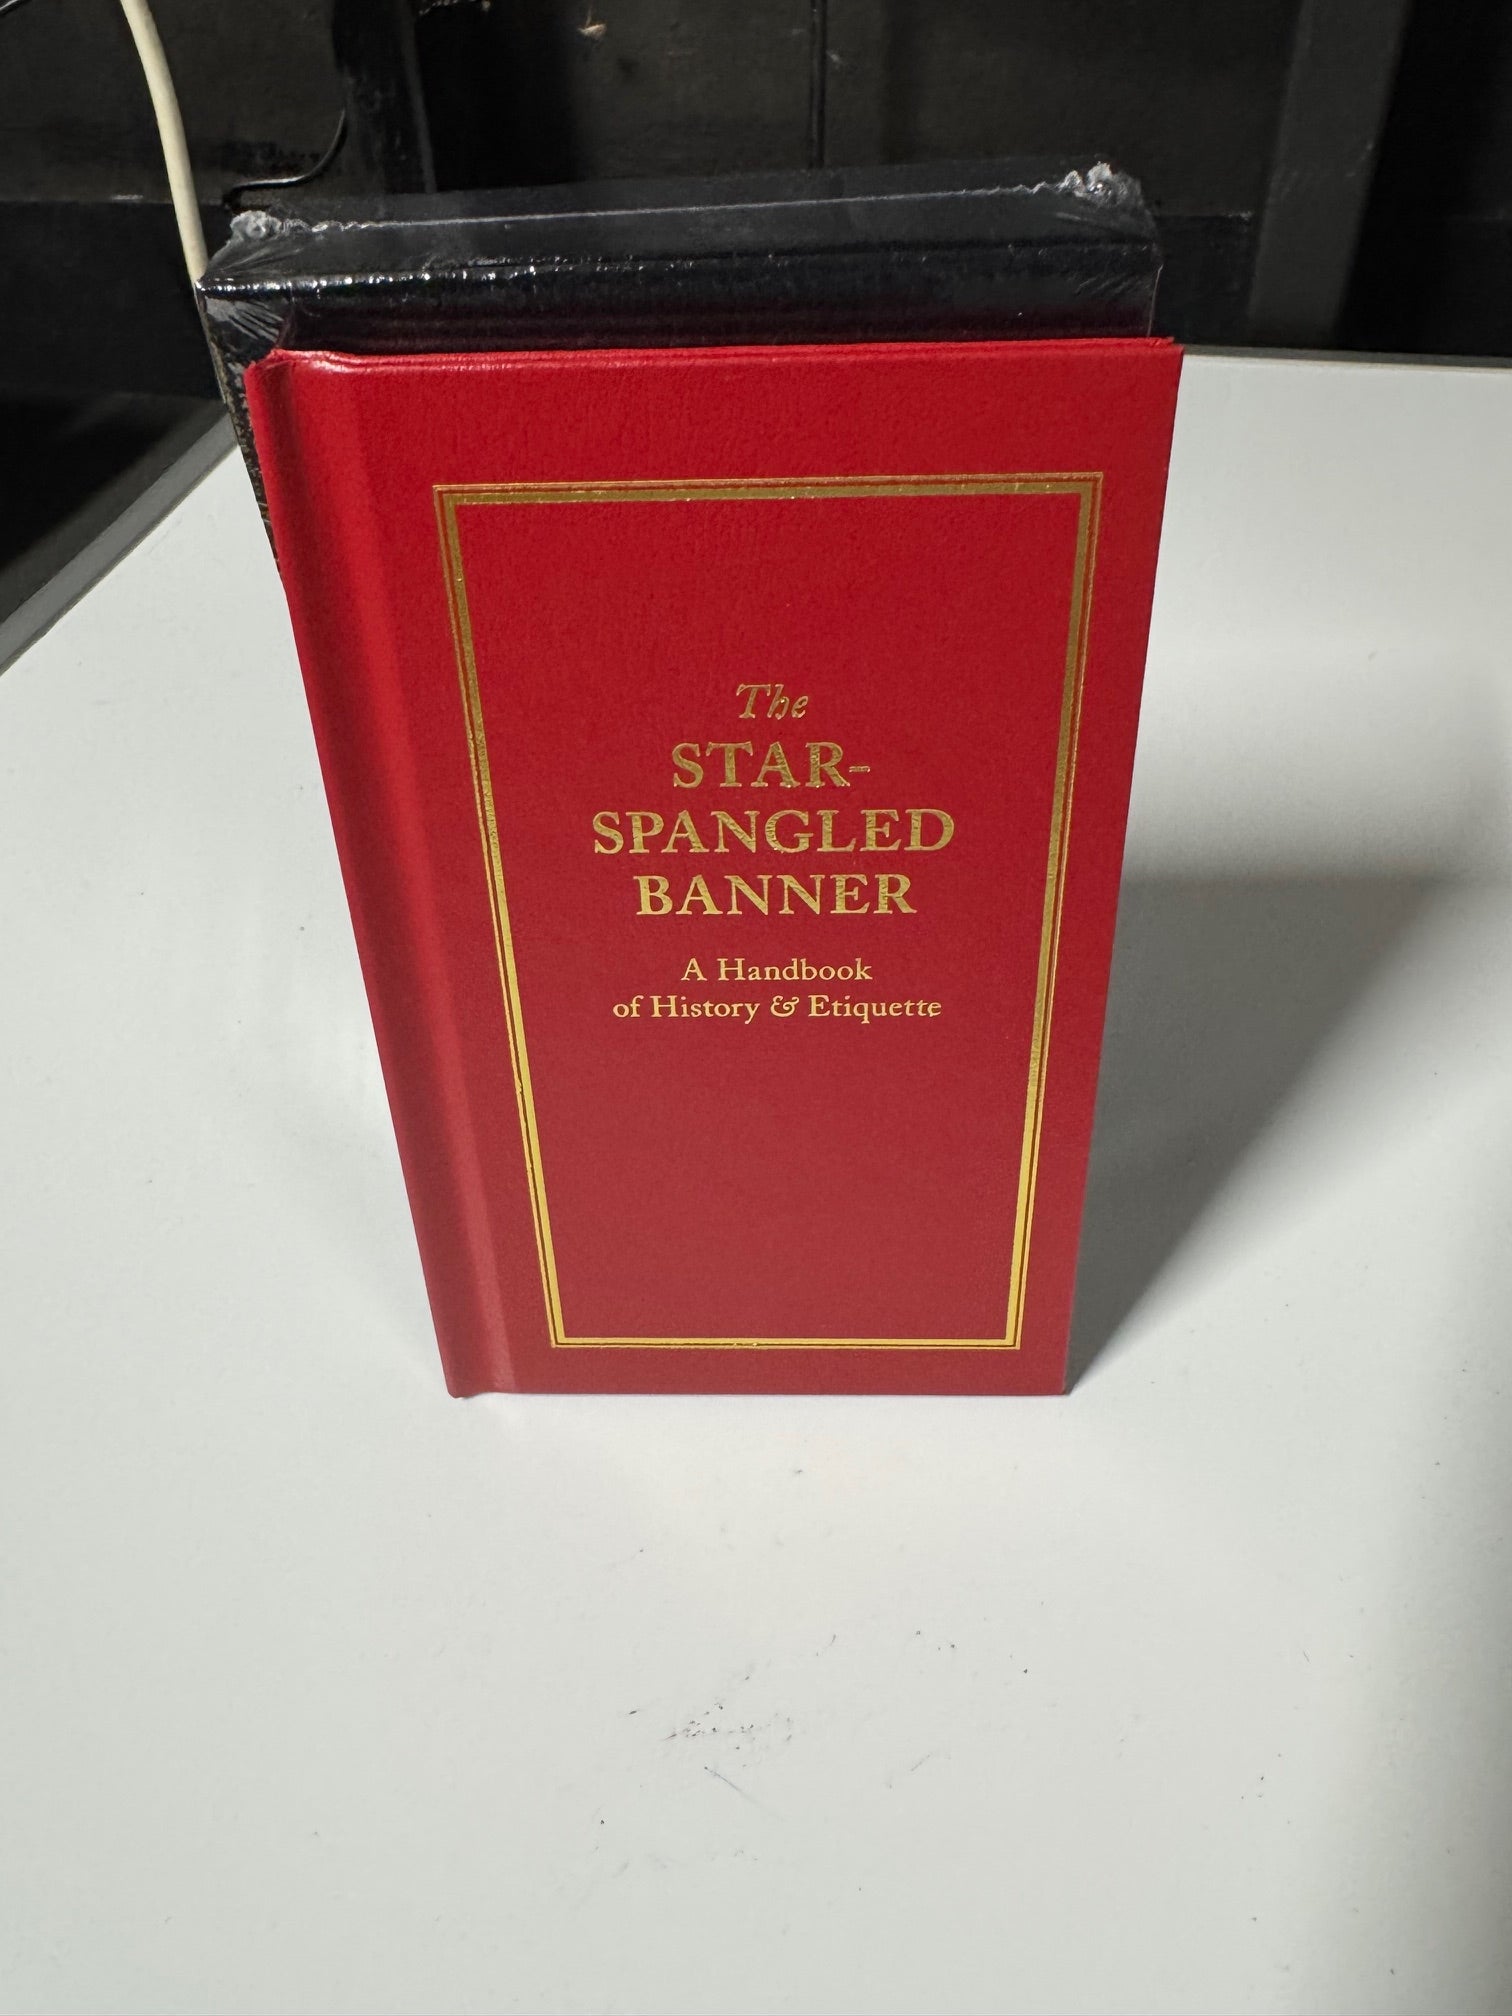 The
STAR-
SPANGLED
BANNER
A Handbook
of History & Etiquette